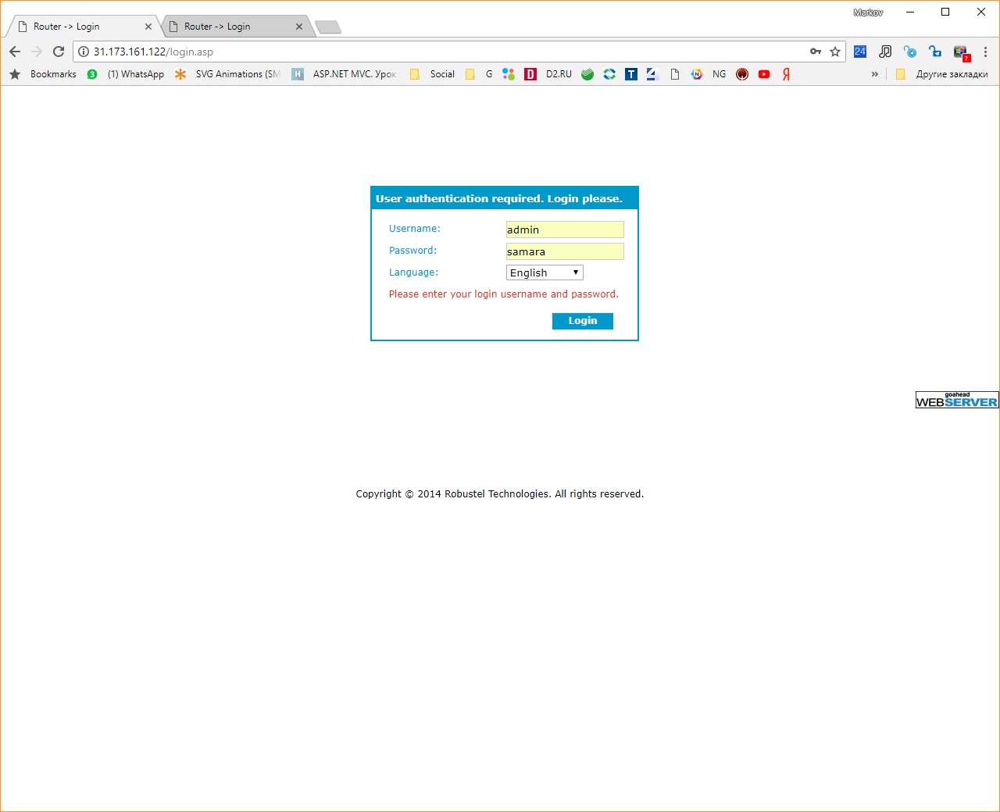 Markov
Router -> Login
Router -> Login
31.173.161.122/login.asp
24
?
Bookmarks
3
(1) WhatsApp
SVG Animations (SM
H
ASP.NET MVC. Урок
Social
G
D
D2.RU
T
4
N
NG
Я
»
Другие закладки
User authentication required. Login please.
Username:
admin
Password:
samara
Language:
English
Please enter your login username and password.
Login
goahead
WEBSERVER
Copyright © 2014 Robustel Technologies. All rights reserved.